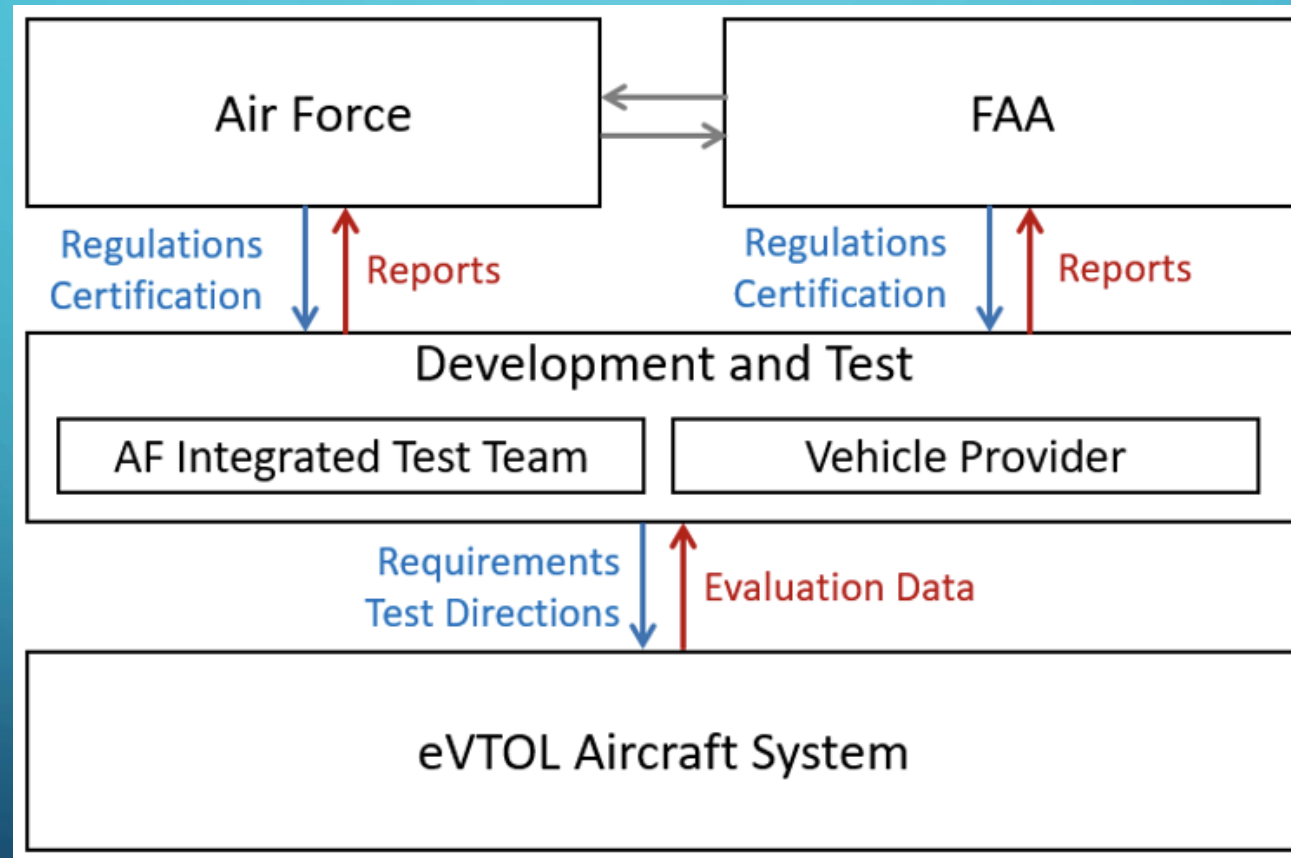 Air Force
FAA
Regulations
Certification
Reports
Regulations
Certification
Reports
Development and Test
AF Integrated Test Team
Vehicle Provider
Requirements
Test Directions
Evaluation Data
eVTOL Aircraft System